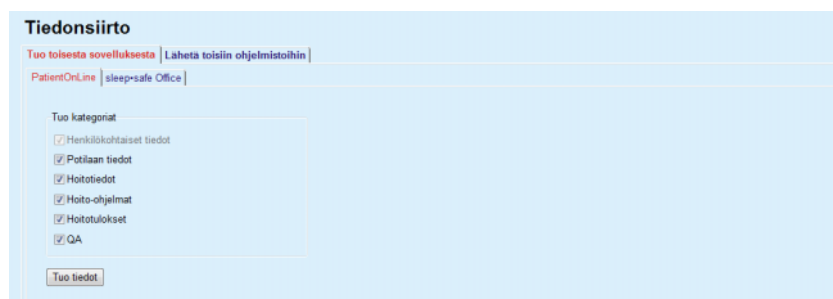 Tiedonsiirto
Tuo toisesta sovelluksesta Lähetä toisiin ohjelmistoihin
PatientOnLine sleep•safe Office
Tuo kategoriat
Henkilökohtaiset tiedot
Potilaan tiedot
Hoitotiedot
Hoito-ohjelmat
Hoitotulokset
QA
Tuo tiedot